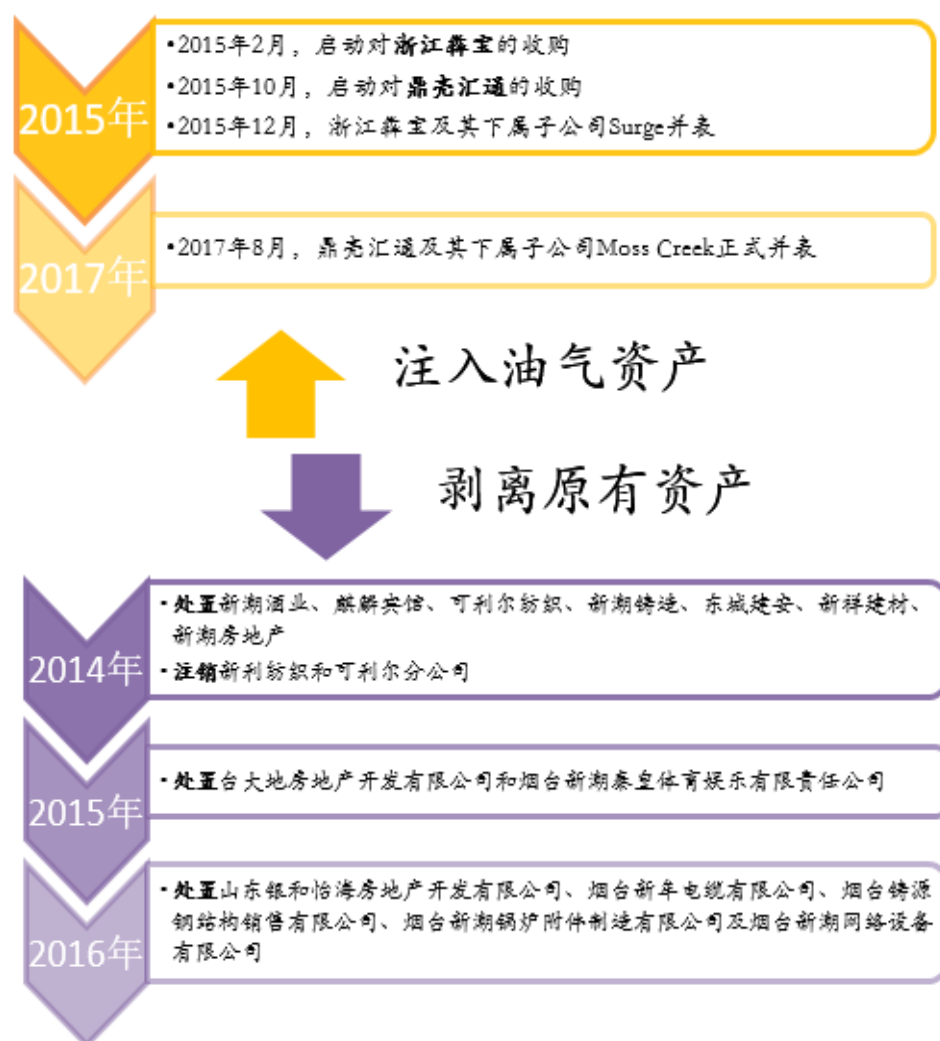 2015年
•2015年2月，启动对浙江犇宝的收购
•2015年10月，启动对鼎亮汇通的收购
•2015年12月，浙江犇宝及其下属子公司Surge并表
2017年
•2017年8月，鼎亮汇通及其下属子公司Moss Creek正式并表
注入油气资产
剥离原有资产
2014年
•处置新潮酒业、麒麟宾馆、可利尔纺织、新潮铸造、东城建安、新祥建材、
新潮房地产
•注销新利纺织和可利尔分公司
2015年
•处置台大地房地产开发有限公司和烟台新潮秦皇体育娱乐有限责任公司
2016年
•处置山东银和怡海房地产开发有限公司、烟台新牟电缆有限公司、烟台铸源
钢结构销售有限公司、烟台新潮锅炉附件制造有限公司及烟台新潮网络设备
有限公司